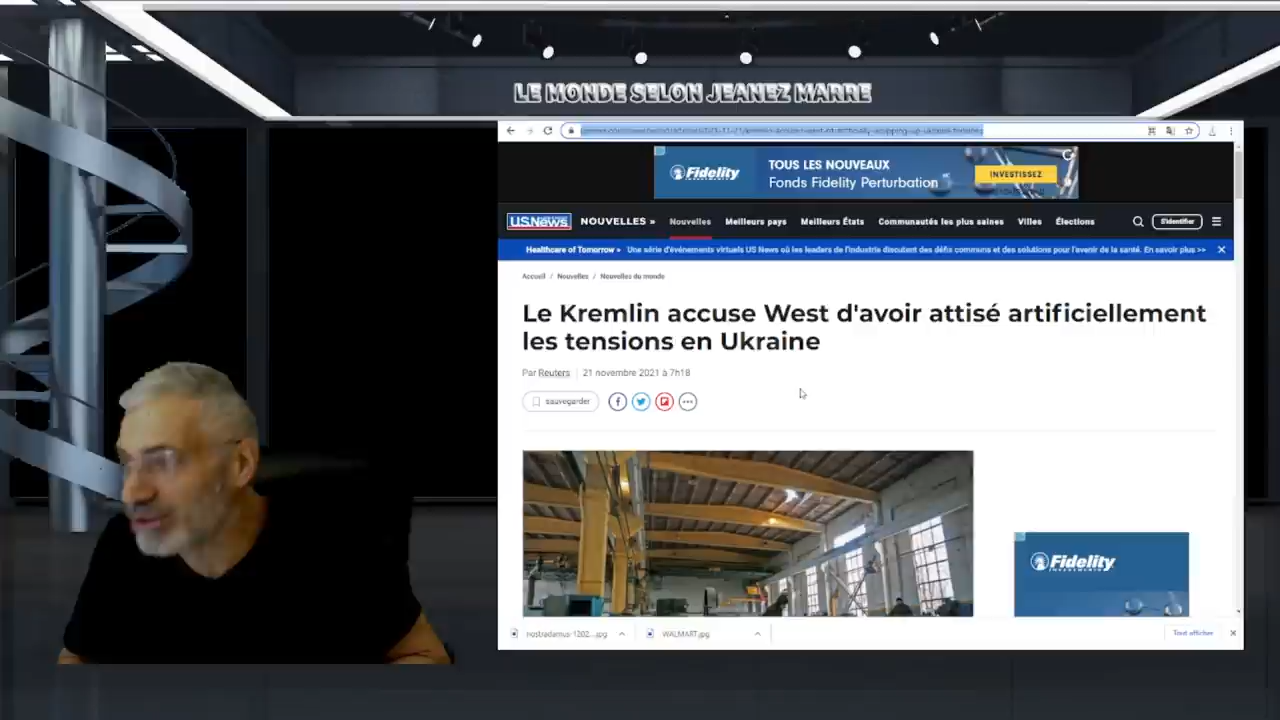 LE MONDE SELON JEANEZ MARRE
Fidelity
TOUS LES NOUVEAUX
Fonds Fidelity Perturbation
INVESTISSEZ
U.S.News NOUVELLES » Nouvelles Meilleurs pays Meilleurs États Communautés les plus saines Villes Élections S'identifier
Healthcare of Tomorrow » Une série d'événements virtuels US News où les leaders de l'industrie discutent des défis communs et des solutions pour l'avenir de la santé. En savoir plus >>
Accueil / Nouvelles / Nouvelles du monde
Le Kremlin accuse West d'avoir attisé artificiellement
les tensions en Ukraine
Par Reuters | 21 novembre 2021 à 7h18
sauvegarder
Fidelity
nostradamus-1202...jpg WALMART.jpg Tout afficher